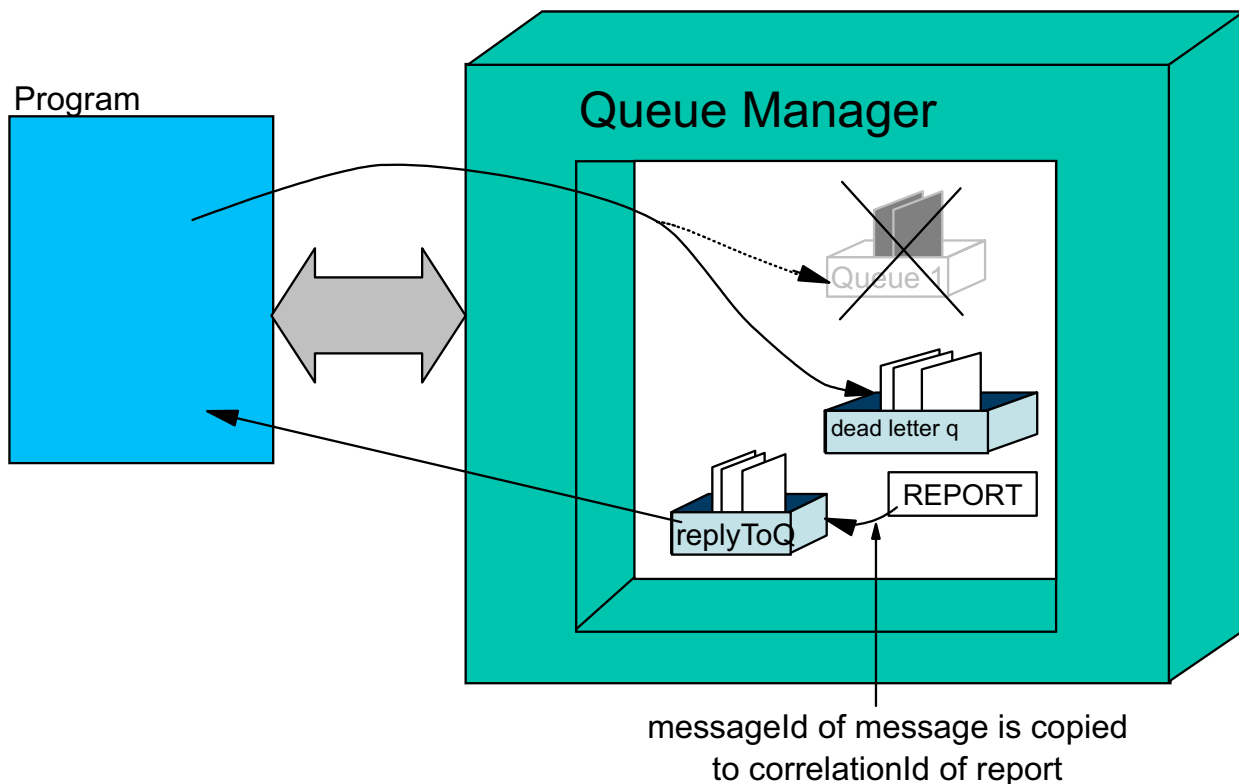 Program
Queue Manager
Queue 1
dead letter q
REPORT
replyToQ
messageId of message is copied
to correlationId of report